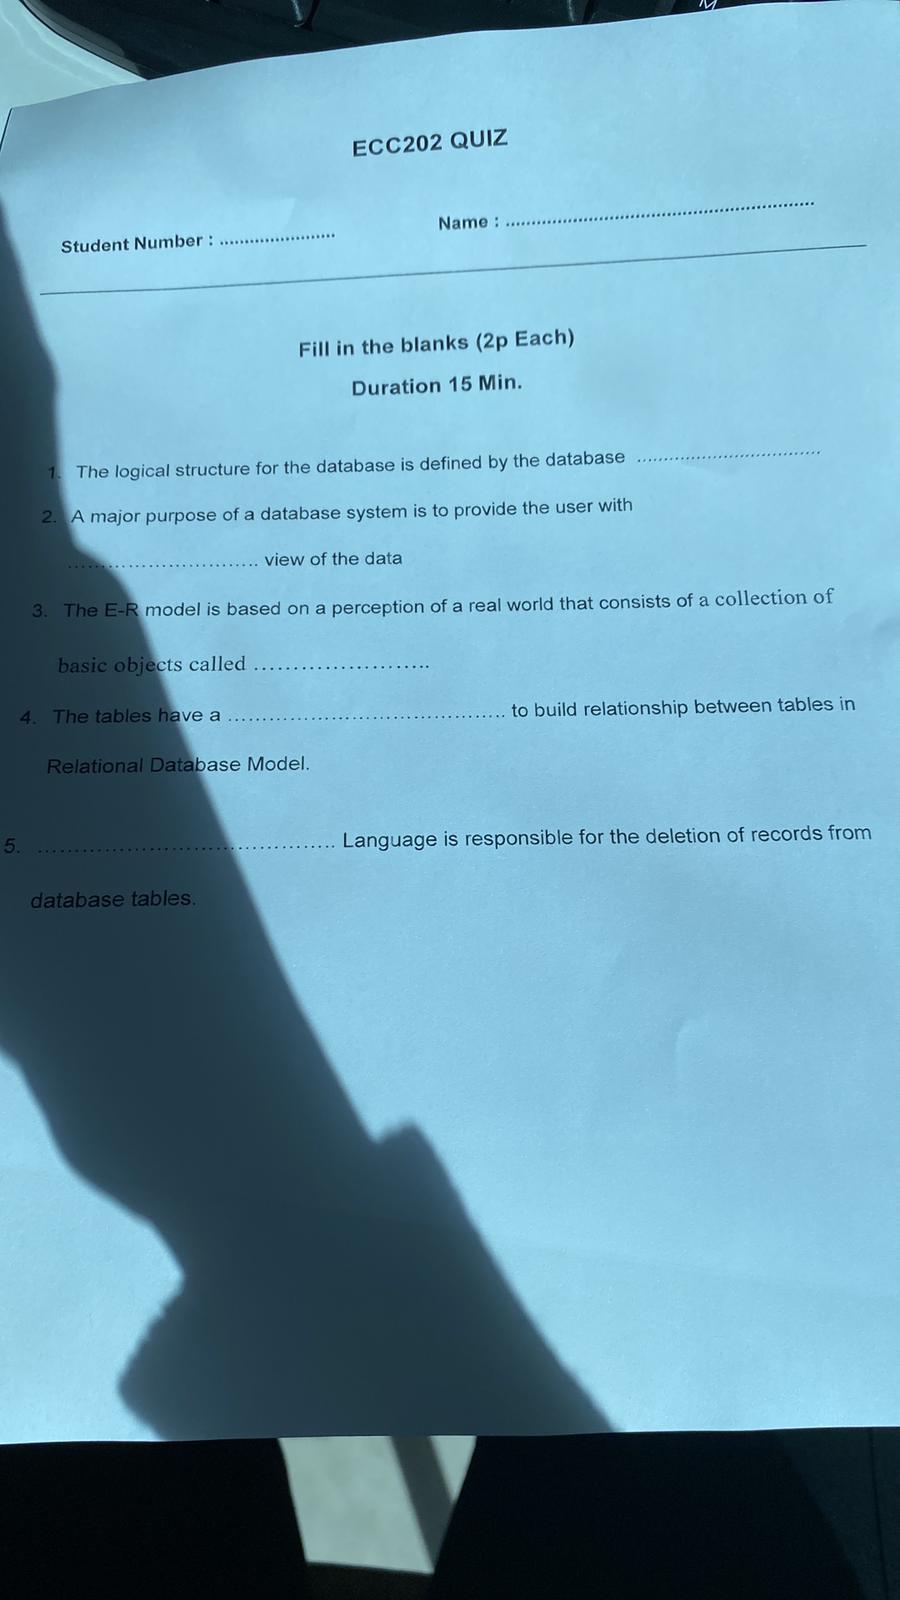 ECC202 QUIZ
Student Number : ....................... Name : ..............................................................
Fill in the blanks (2p Each)
Duration 15 Min.
1. The logical structure for the database is defined by the database ..................................
2. A major purpose of a database system is to provide the user with
............................... view of the data
3. The E-R model is based on a perception of a real world that consists of a collection of
basic objects called ..........................
4. The tables have a ........................................ to build relationship between tables in
Relational Database Model.
5. .......................................... Language is responsible for the deletion of records from
database tables.